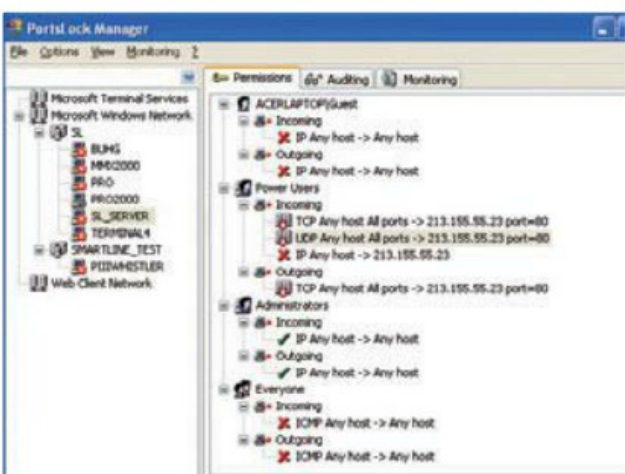 PortsLock Manager
File Options View Monitoring ?
Permissions Auditing Monitoring
Microsoft Terminal Services
Microsoft Windows Network
SL
BUHG
MMX2000
PRO
PRO2000
SL_SERVER
TERMINAL4
SMARTLINE_TEST
PIIIWHISTLER
Web Client Network
ACERLAPTOP\Guest
Incoming
IP Any host -> Any host
Outgoing
IP Any host -> Any host
Power Users
Incoming
TCP Any host All ports -> 213.155.55.23 port=80
UDP Any host All ports -> 213.155.55.23 port=80
IP Any host -> 213.155.55.23
Outgoing
TCP Any host All ports -> 213.155.55.23 port=80
Administrators
Incoming
IP Any host -> Any host
Outgoing
IP Any host -> Any host
Everyone
Incoming
ICMP Any host -> Any host
Outgoing
ICMP Any host -> Any host